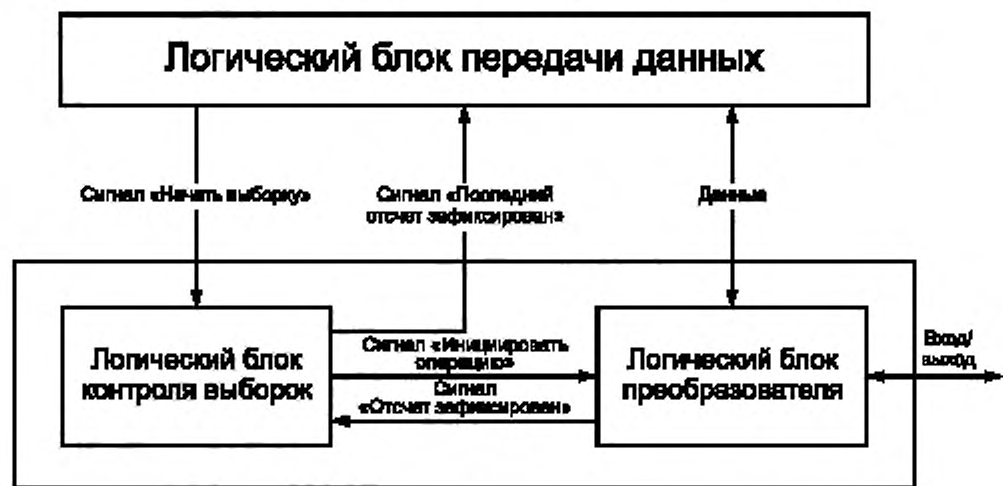 Логический блок передачи данных
Сигнал «Начать выборку»
Сигнал «Последний
отсчет зафиксирован»
Данные
Логический блок
контроля выборок
Сигнал «Инициировать
операцию»
Сигнал
«Отсчет зафиксирован»
Логический блок
преобразователя
Вход/
выход